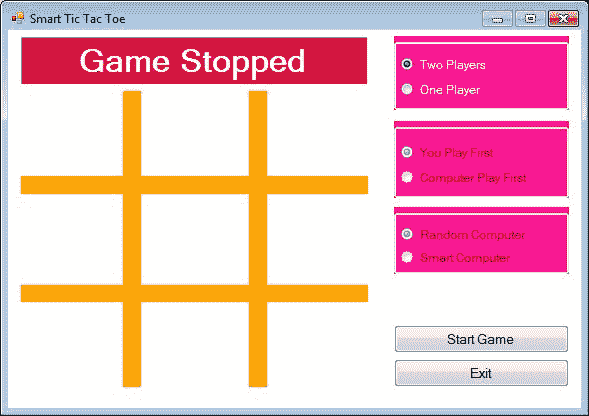 Smart Tic Tac Toe
Game Stopped
Two Players
One Player
You Play First
Computer Play First
Random Computer
Smart Computer
Start Game
Exit